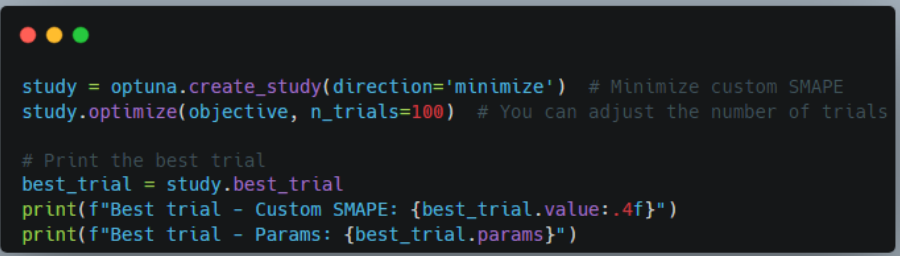 study = optuna.create_study(direction='minimize')  # Minimize custom SMAPE
study.optimize(objective, n_trials=100)  # You can adjust the number of trials
# Print the best trial
best_trial = study.best_trial
print(f"Best trial - Custom SMAPE: {best_trial.value:.4f}")
print(f"Best trial - Params: {best_trial.params}")